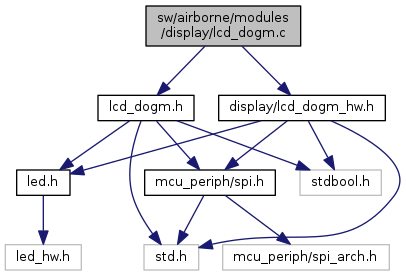 sw/airborne/modules
/display/lcd_dogm.c
lcd_dogm.h
display/lcd_dogm_hw.h
led.h
mcu_periph/spi.h
stdbool.h
led_hw.h
std.h
mcu_periph/spi_arch.h